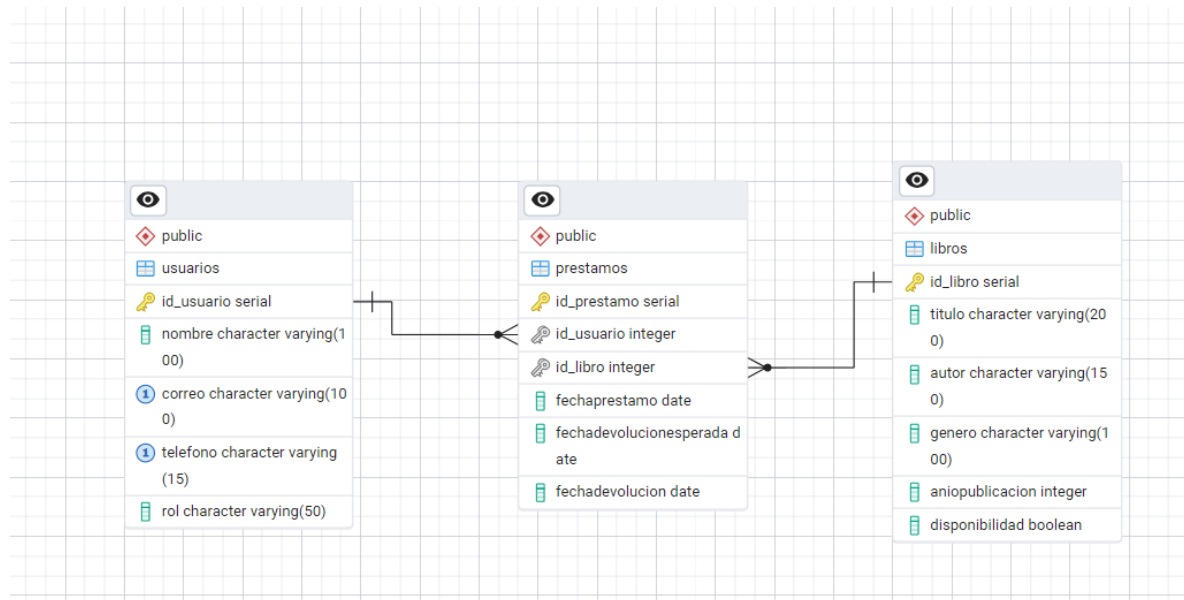 public
usuarios
id_usuario serial
nombre character varying(1
00)
1 correo character varying(10
0)
1 telefono character varying
(15)
rol character varying(50)
public
prestamos
id_prestamo serial
id_usuario integer
id_libro integer
fechaprestamo date
fechadevolucionesperada d
ate
fechadevolucion date
public
libros
id_libro serial
titulo character varying(20
0)
autor character varying(15
0)
genero character varying(1
00)
aniopublicacion integer
disponibilidad boolean